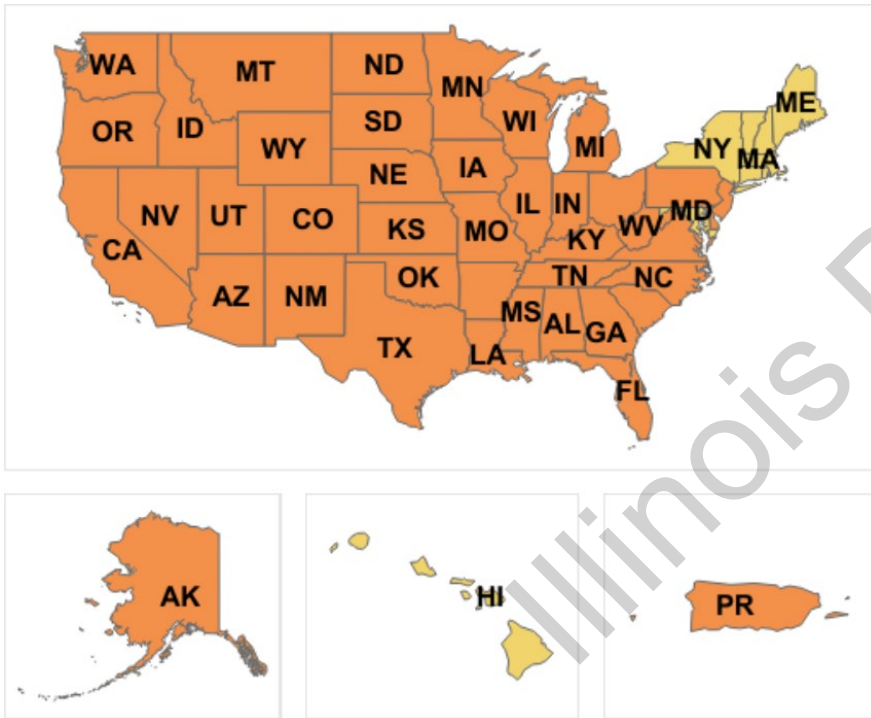 WA MT ND MN ME
OR ID SD WI MI NY MA
WY IA
NE
NV UT CO IL IN MD
KS MO WV
CA KY
AZ NM OK TN NC
MS AL GA
TX LA
FL
AK HI PR
Illinois